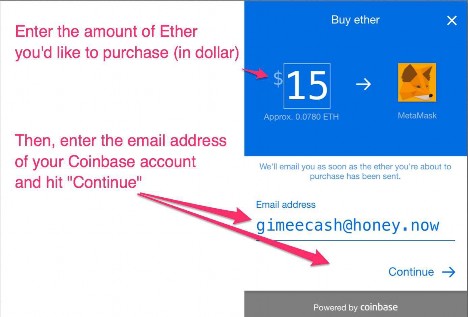 Enter the amount of Ether
you'd like to purchase (in dollar)
Then, enter the email address
of your Coinbase account
and hit "Continue"
Buy ether
$15
Approx. 0.0780 ETH
MetaMask
We'll email you as soon as the ether you're about to
purchase has been sent.
Email address
gimeecash@honey.now
Continue
Powered by coinbase